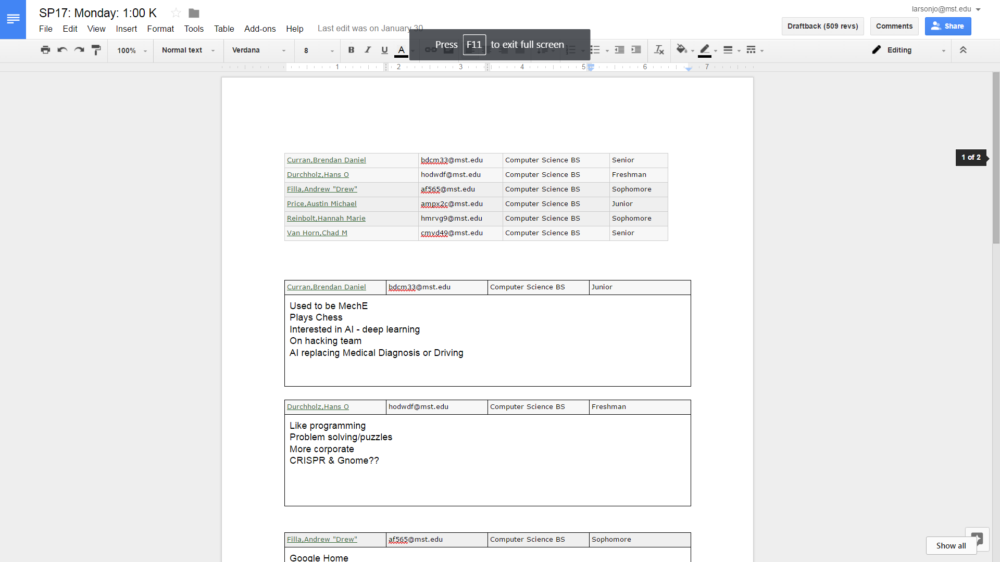 SP17: Monday: 1:00 K
larsonjo@mst.edu
File Edit View Insert Format Tools Table Add-ons Help Last edit was on January 30
Draftback (509 revs) Comments Share
Press F11 to exit full screen
100% Normal text Verdana 8 B I U A Editing
1 2 3 4 5 6 7
1 of 2
Curran,Brendan Daniel bdcm33@mst.edu Computer Science BS Senior
Durchholz,Hans O hodwdf@mst.edu Computer Science BS Freshman
Filla,Andrew "Drew" af565@mst.edu Computer Science BS Sophomore
Price,Austin Michael ampx2c@mst.edu Computer Science BS Junior
Reinbolt,Hannah Marie hmrvg9@mst.edu Computer Science BS Sophomore
Van Horn,Chad M cmvd49@mst.edu Computer Science BS Senior
Curran,Brendan Daniel bdcm33@mst.edu Computer Science BS Junior
Used to be MechE
Plays Chess
Interested in AI - deep learning
On hacking team
AI replacing Medical Diagnosis or Driving
Durchholz,Hans O hodwdf@mst.edu Computer Science BS Freshman
Like programming
Problem solving/puzzles
More corporate
CRISPR & Gnome??
Filla,Andrew "Drew" af565@mst.edu Computer Science BS Sophomore
Google Home
Show all